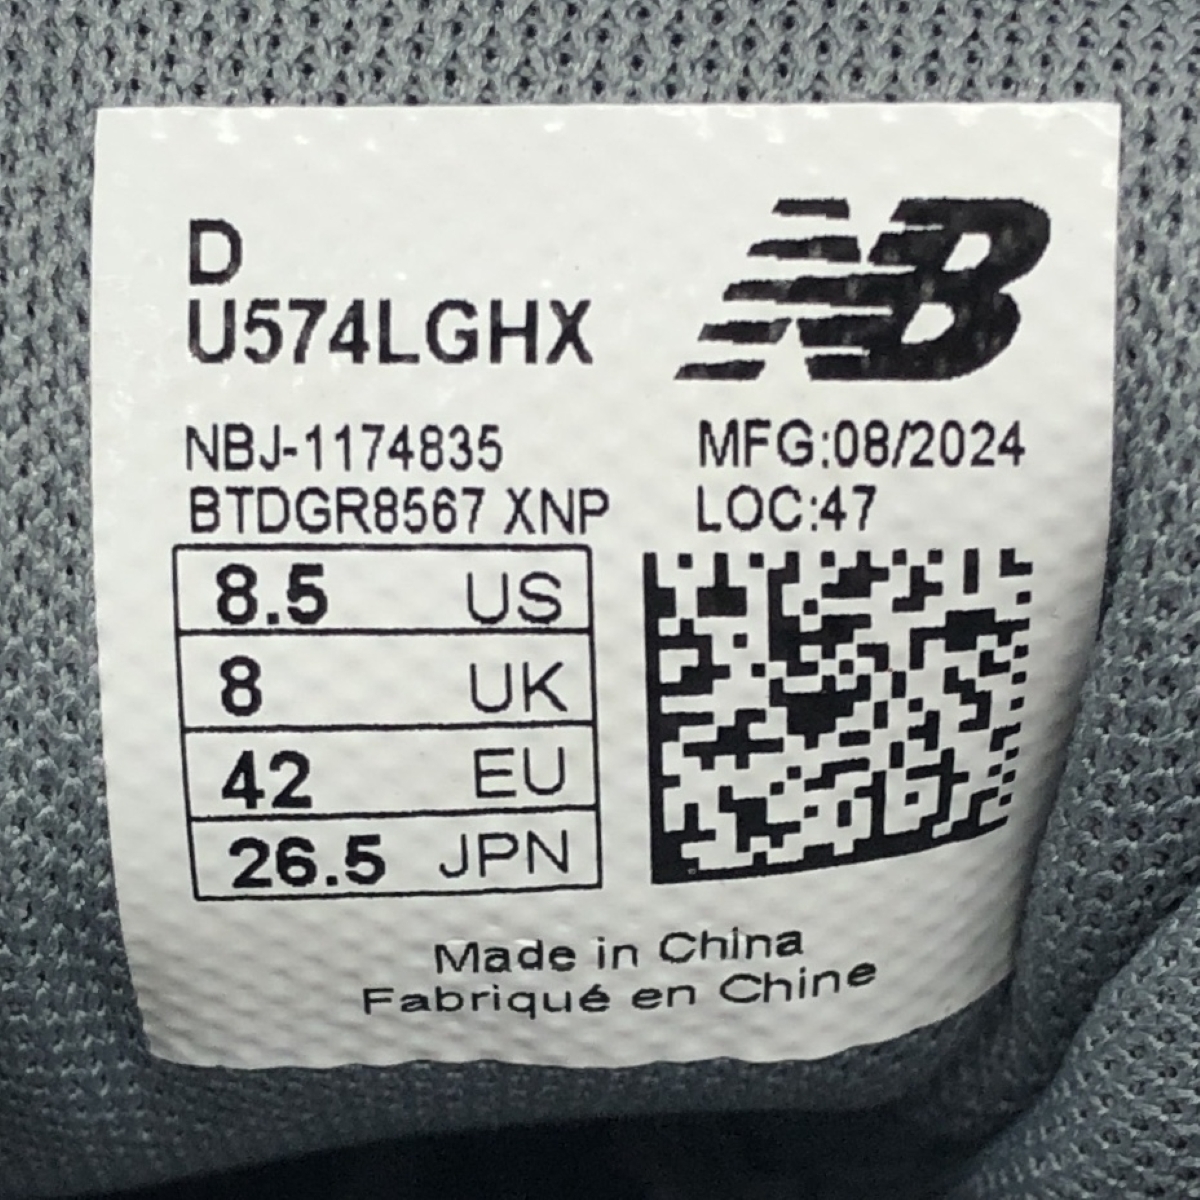 D
U574LGHX
NB
NBJ-1174835
MFG:08/2024
BTDGR8567 XNP
LOC:47
8.5 US
8 UK
42 EU
26.5 JPN
Made in China
Fabriqué en Chine